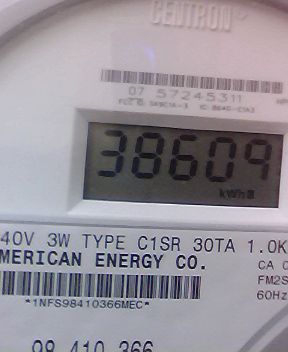 CENTRON
07 57245311
38609
kWh
40V 3W TYPE C1SR 30TA 1.0K
MERICAN ENERGY CO.
CA 0
FM2S
60Hz
*1NFS98410366MEC*
98 410 366